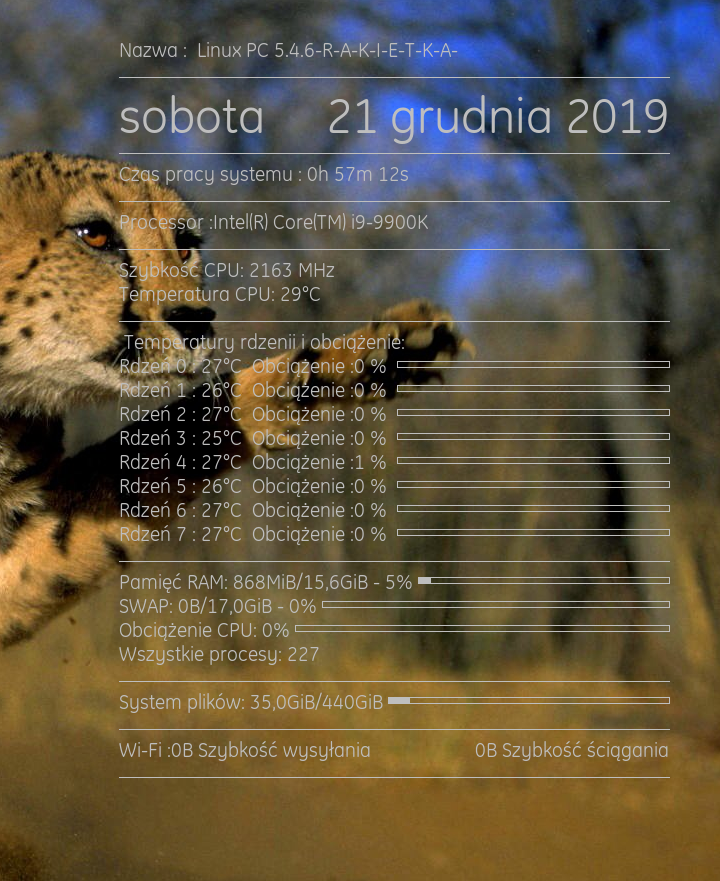 Nazwa : Linux PC 5.4.6-R-A-K-I-E-T-K-A-
sobota 21 grudnia 2019
Czas pracy systemu : 0h 57m 12s
Processor :Intel(R) Core(TM) i9-9900K
Szybkość CPU: 2163 MHz
Temperatura CPU: 29°C
Temperatury rdzenii i obciążenie:
Rdzeń 0 : 27°C Obciążenie :0 %
Rdzeń 1 : 26°C Obciążenie :0 %
Rdzeń 2 : 27°C Obciążenie :0 %
Rdzeń 3 : 25°C Obciążenie :0 %
Rdzeń 4 : 27°C Obciążenie :1 %
Rdzeń 5 : 26°C Obciążenie :0 %
Rdzeń 6 : 27°C Obciążenie :0 %
Rdzeń 7 : 27°C Obciążenie :0 %
Pamięć RAM: 868MiB/15,6GiB - 5%
SWAP: 0B/17,0GiB - 0%
Obciążenie CPU: 0%
Wszystkie procesy: 227
System plików: 35,0GiB/440GiB
Wi-Fi :0B Szybkość wysyłania 0B Szybkość ściągania